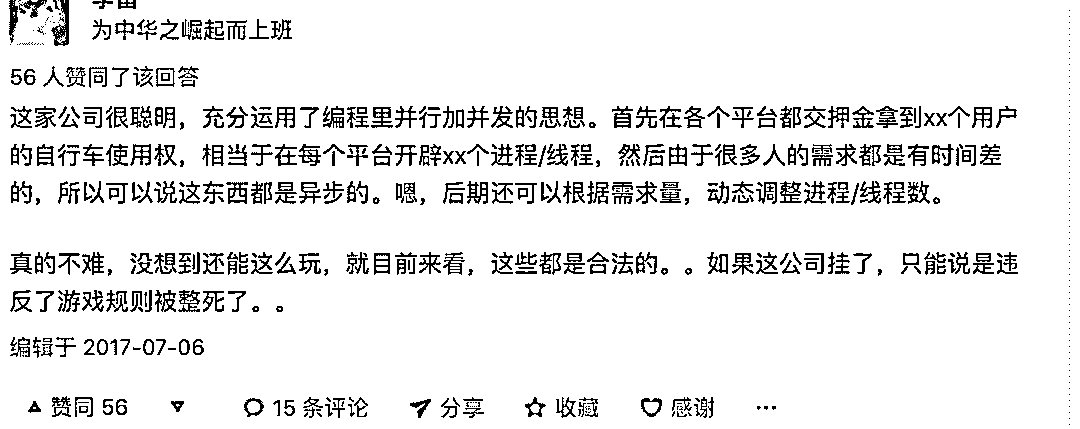 为中华之崛起而上班
56 人赞同了该回答
这家公司很聪明，充分运用了编程里并行加并发的思想。首先在各个平台都交押金拿到xx个用户
的自行车使用权，相当于在每个平台开辟xx个进程/线程，然后由于很多人的需求都是有时间差
的，所以可以说这东西都是异步的。嗯，后期还可以根据需求量，动态调整进程/线程数。
真的不难，没想到还能这么玩，就目前来看，这些都是合法的。。如果这公司挂了，只能说是违
反了游戏规则被整死了。。
编辑于 2017-07-06
赞同 56 15 条评论 分享 收藏 感谢 ···